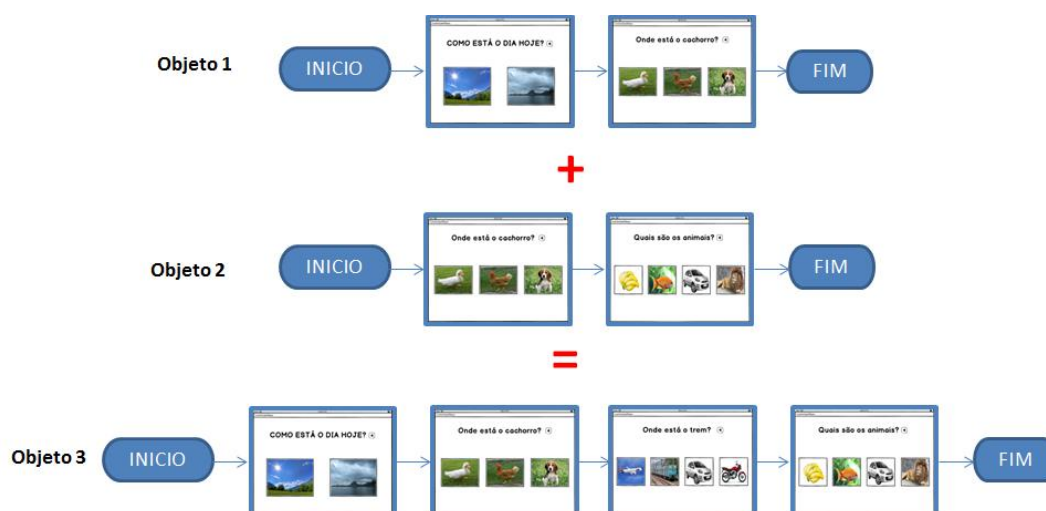 Objeto 1
INICIO
COMO ESTÁ O DIA HOJE?
Onde está o cachorro?
FIM
+
Objeto 2
INICIO
Onde está o cachorro?
Quais são os animais?
FIM
=
Objeto 3
INICIO
COMO ESTÁ O DIA HOJE?
Onde está o cachorro?
Onde está o trem?
Quais são os animais?
FIM